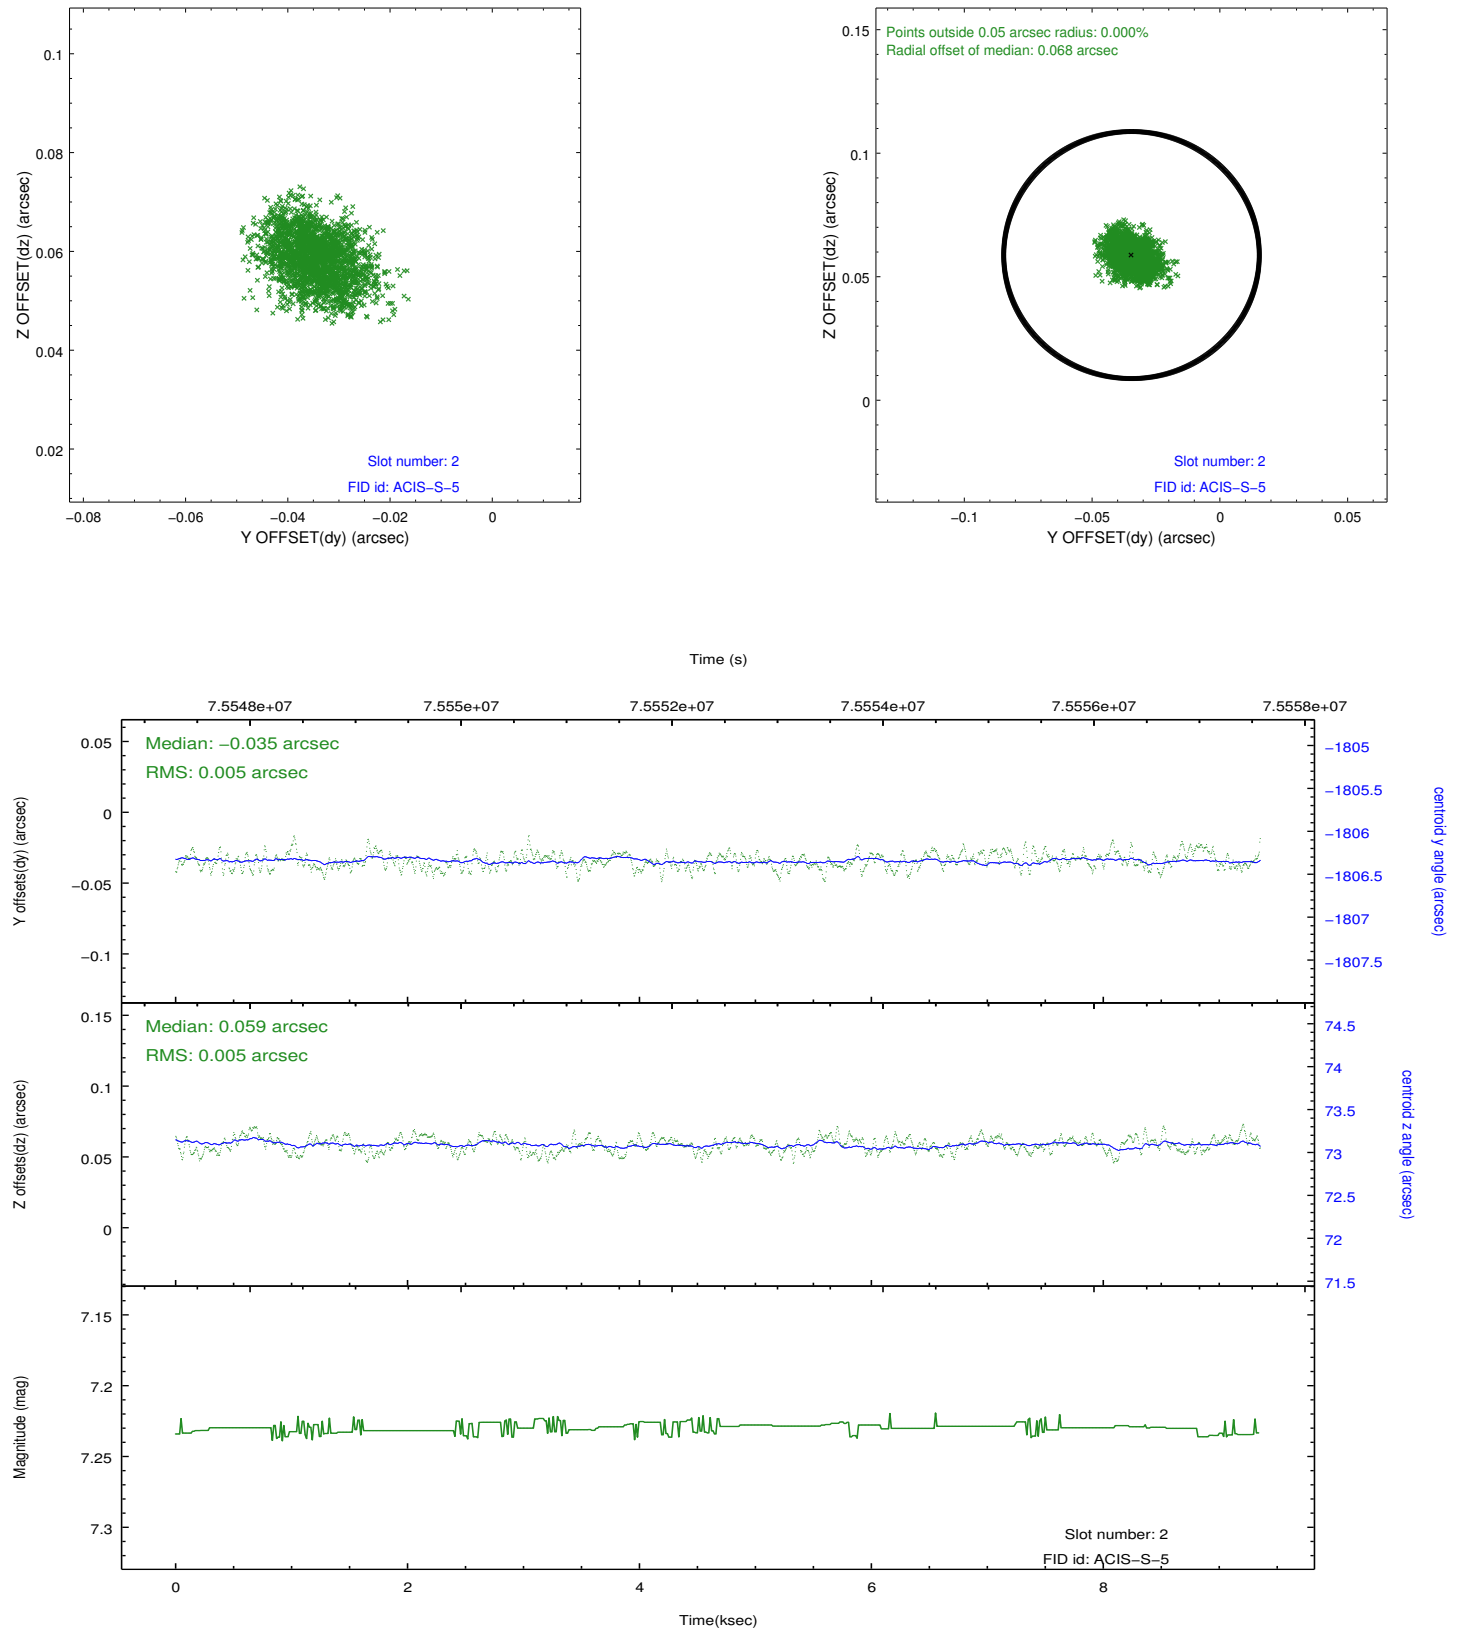 0.1
0.08
0.06
0.04
0.02
Z OFFSET(dz) (arcsec)
Slot number: 2
FID id: ACIS−S−5
−0.08 −0.06 −0.04 −0.02 0
Y OFFSET(dy) (arcsec)
Points outside 0.05 arcsec radius: 0.000%
Radial offset of median: 0.068 arcsec
0.15
0.1
0.05
0
Z OFFSET(dz) (arcsec)
Slot number: 2
FID id: ACIS−S−5
−0.1 −0.05 0 0.05
Y OFFSET(dy) (arcsec)
Time (s)
7.5548e+07 7.555e+07 7.5552e+07 7.5554e+07 7.5556e+07 7.5558e+07
Median: −0.035 arcsec
RMS: 0.005 arcsec
0.05
0
−0.05
−0.1
Y offsets(dy) (arcsec)
−1805
−1805.5
−1806
−1806.5
−1807
−1807.5
centroid y angle (arcsec)
Median: 0.059 arcsec
RMS: 0.005 arcsec
0.15
0.1
0.05
0
Z offsets(dz) (arcsec)
74.5
74
73.5
73
72.5
72
71.5
centroid z angle (arcsec)
7.15
7.2
7.25
7.3
Magnitude (mag)
Slot number: 2
FID id: ACIS−S−5
0 2 4 6 8
Time(ksec)